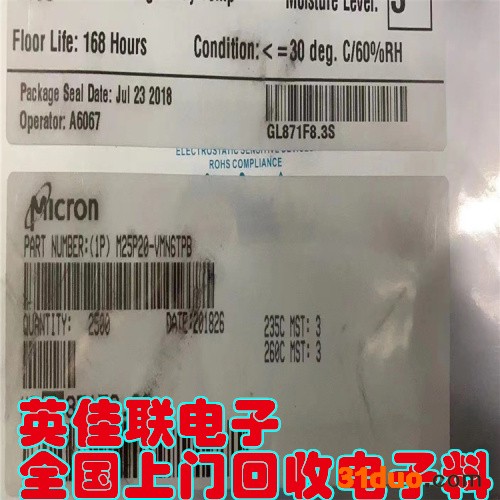 Moisture Level: 3
Floor Life: 168 Hours
Condition: <=30 deg. C/60%RH
Package Seal Date: Jul 23 2018
Operator: A6067
GL871F8.3S
ELECTROSTATIC SENSITIVE DEVICES
ROHS COMPLIANCE
Micron
PART NUMBER:(1P) M25P20-VMN6TPB
QUANTITY: 2500
DATE:201826
235C MST: 3
260C MST: 3
英佳联电子
全国上门回收电子料
31duo.com